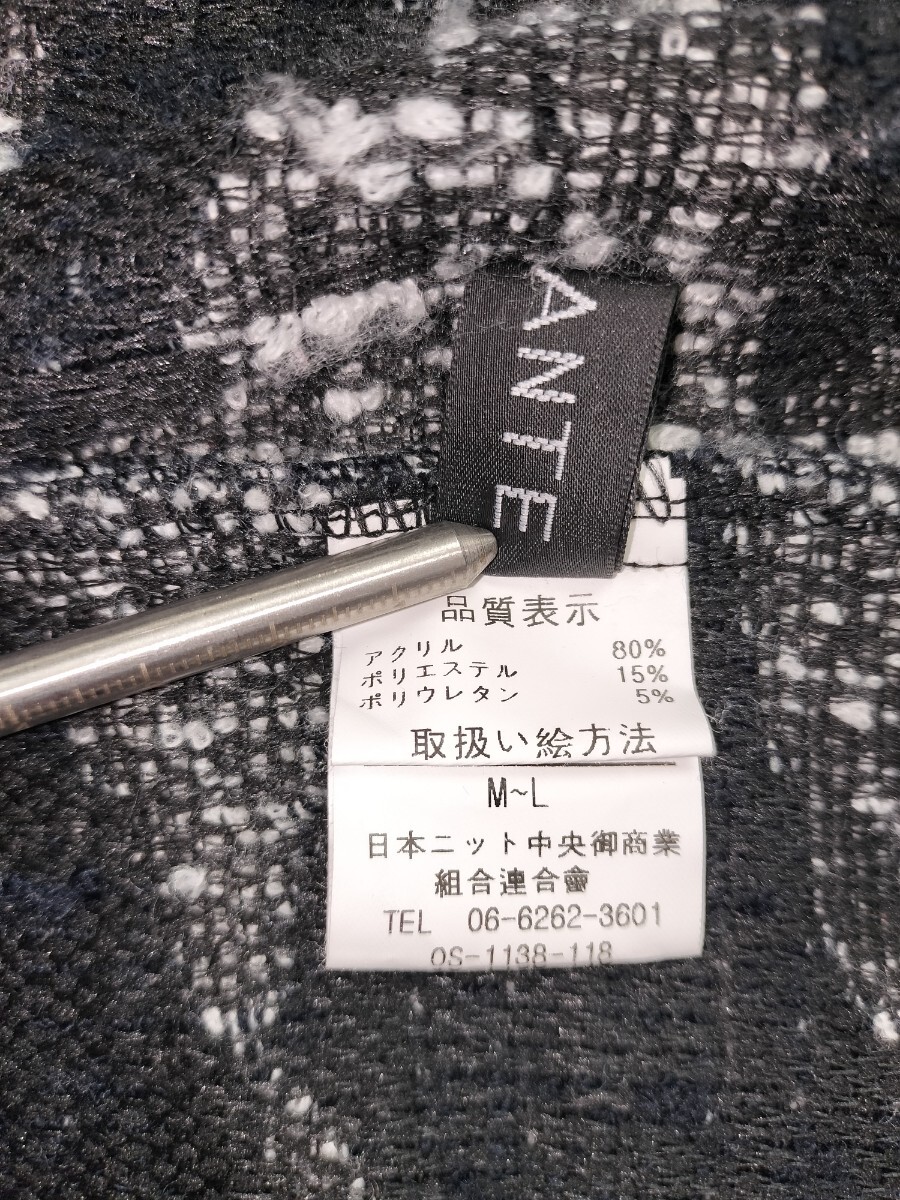 ANTE
品質表示
アクリル 80%
ポリエステル 15%
ポリウレタン 5%
取扱い絵方法
M~L
日本ニット中央御商業
組合連合會
TEL 06-6262-3601
OS-1138-118